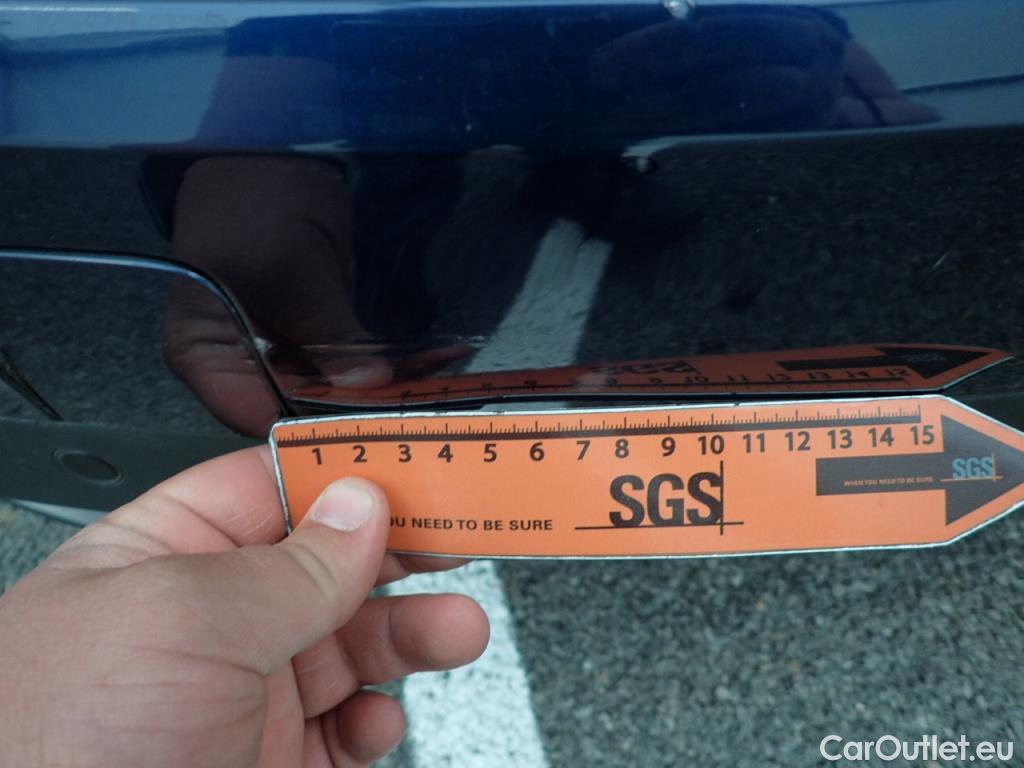 1 2 3 4 5 6 7 8 9 10 11 12 13 14 15
SGS
WHEN YOU NEED TO BE SURE
SGS
OU NEED TO BE SURE
CarOutlet.eu